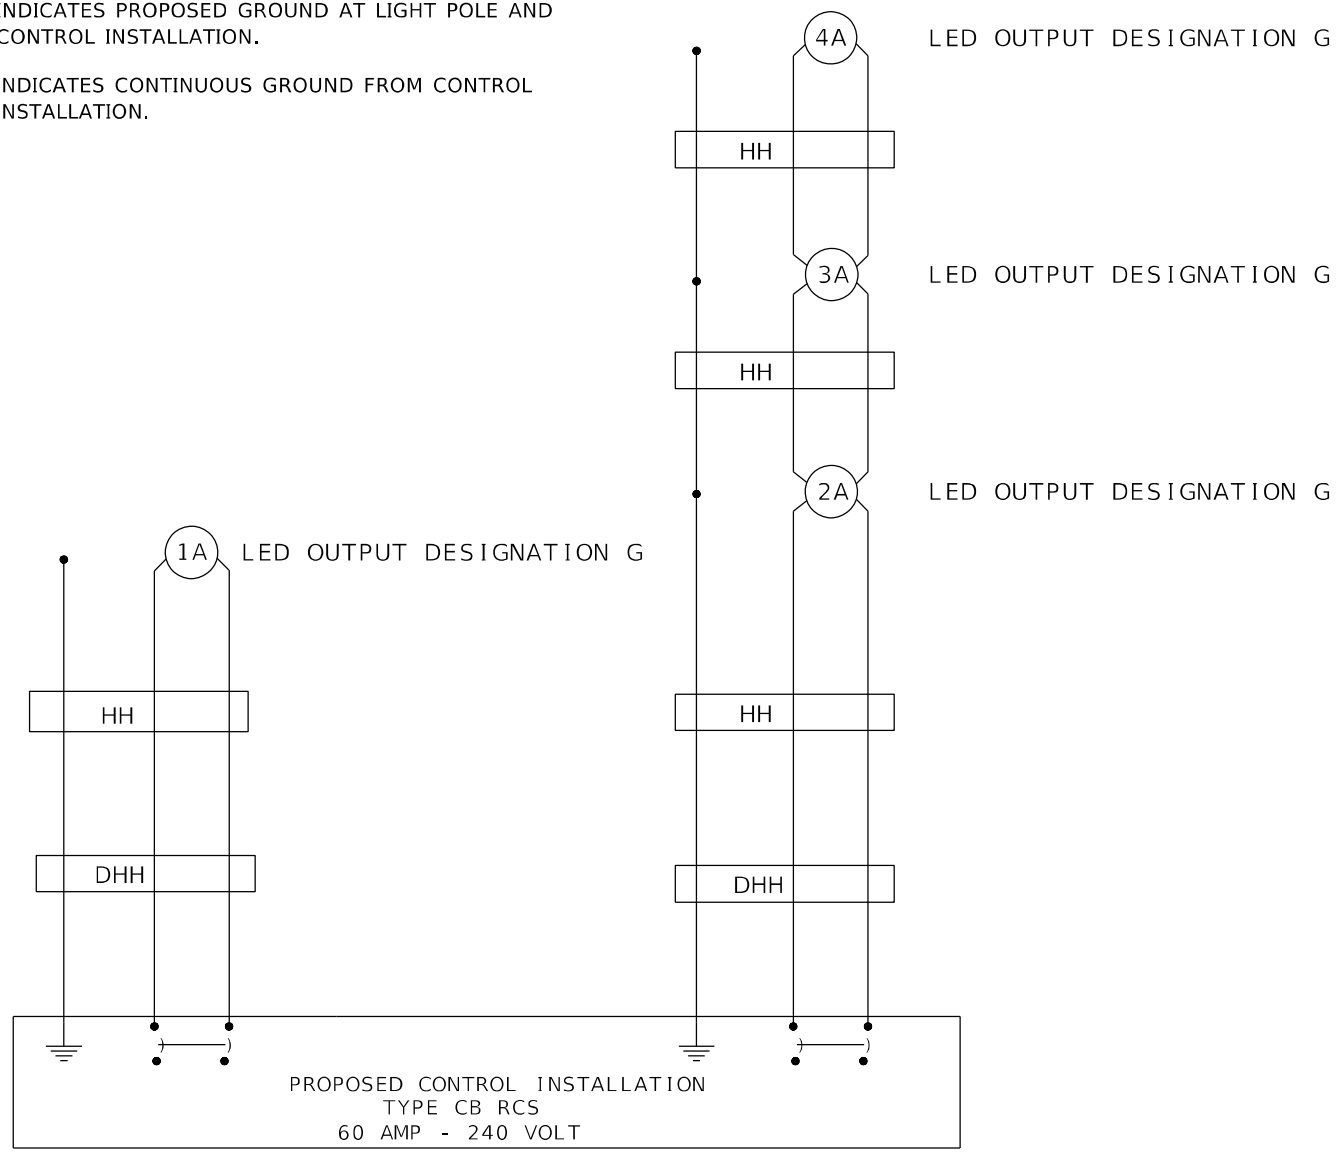 INDICATES PROPOSED GROUND AT LIGHT POLE AND
CONTROL INSTALLATION.
INDICATES CONTINUOUS GROUND FROM CONTROL
INSTALLATION.
4A LED OUTPUT DESIGNATION G
HH
3A LED OUTPUT DESIGNATION G
HH
2A LED OUTPUT DESIGNATION G
1A LED OUTPUT DESIGNATION G
HH HH
DHH DHH
PROPOSED CONTROL INSTALLATION
TYPE CB RCS
60 AMP - 240 VOLT